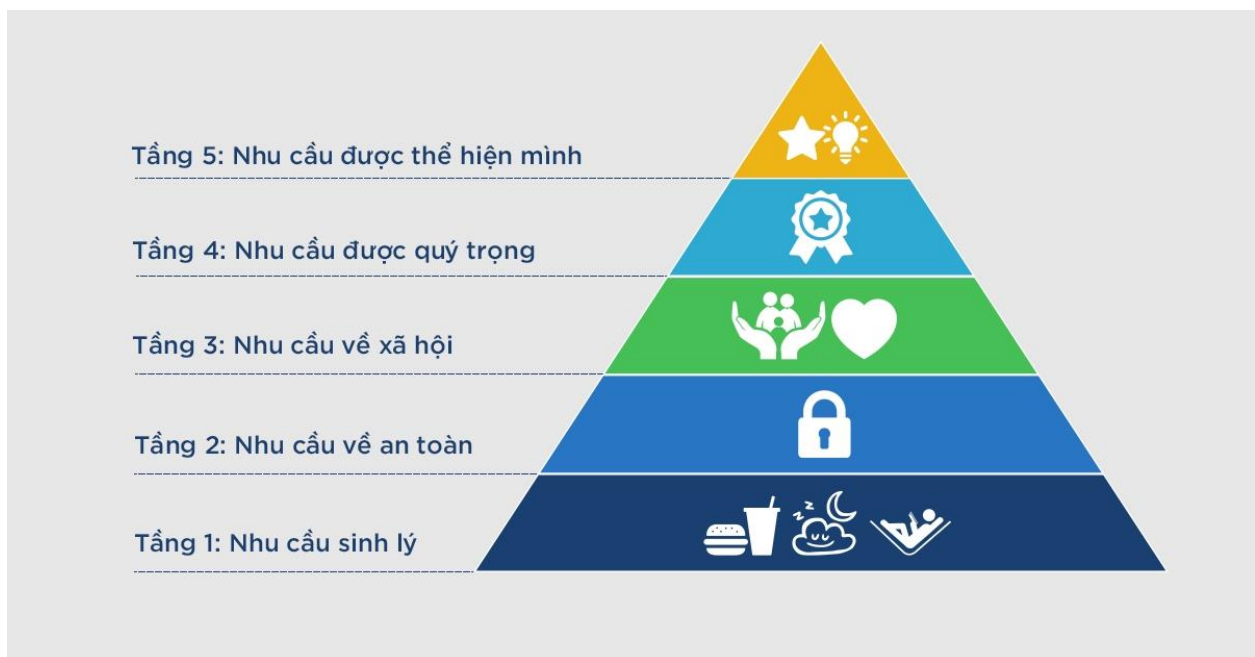 Tầng 5: Nhu cầu được thể hiện mình
Tầng 4: Nhu cầu được quý trọng
Tầng 3: Nhu cầu về xã hội
Tầng 2: Nhu cầu về an toàn
Tầng 1: Nhu cầu sinh lý